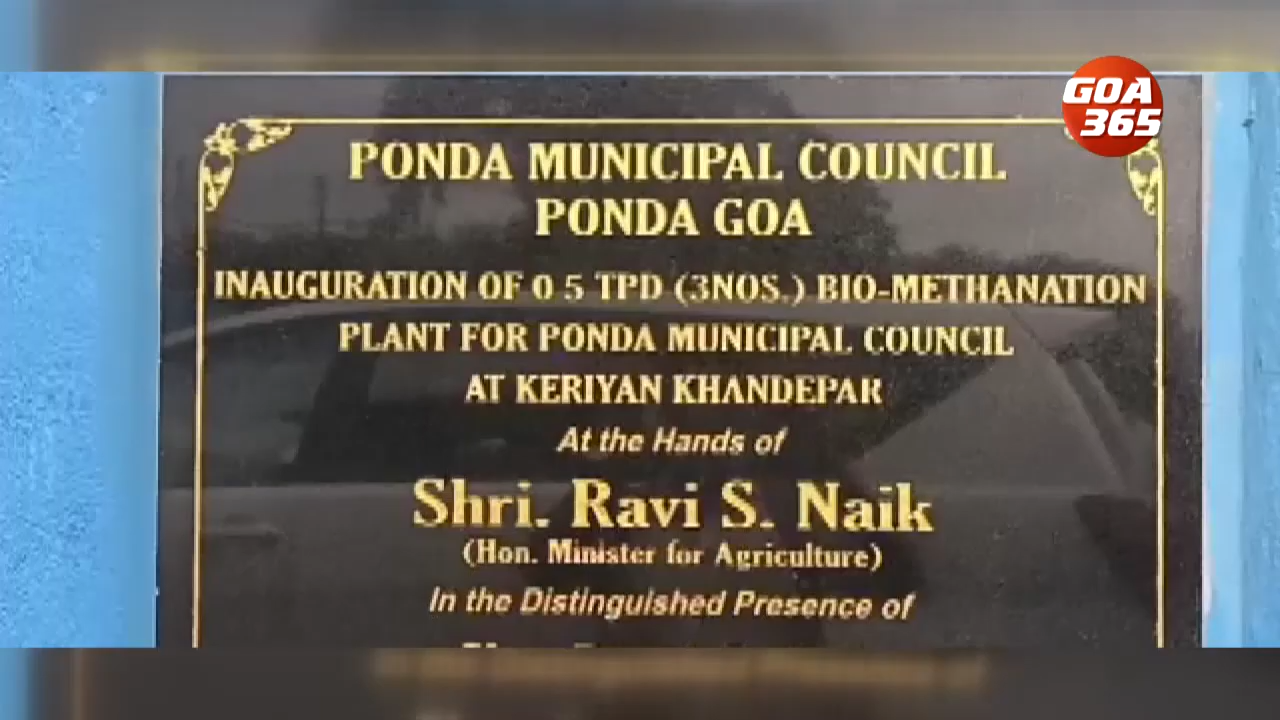 GOA
365
PONDA MUNICIPAL COUNCIL
PONDA GOA
INAUGURATION OF 0 5 TPD (3NOS.) BIO-METHANATION
PLANT FOR PONDA MUNICIPAL COUNCIL
AT KERIYAN KHANDEPAR
At the Hands of
Shri. Ravi S. Naik
(Hon. Minister for Agriculture)
In the Distinguished Presence of